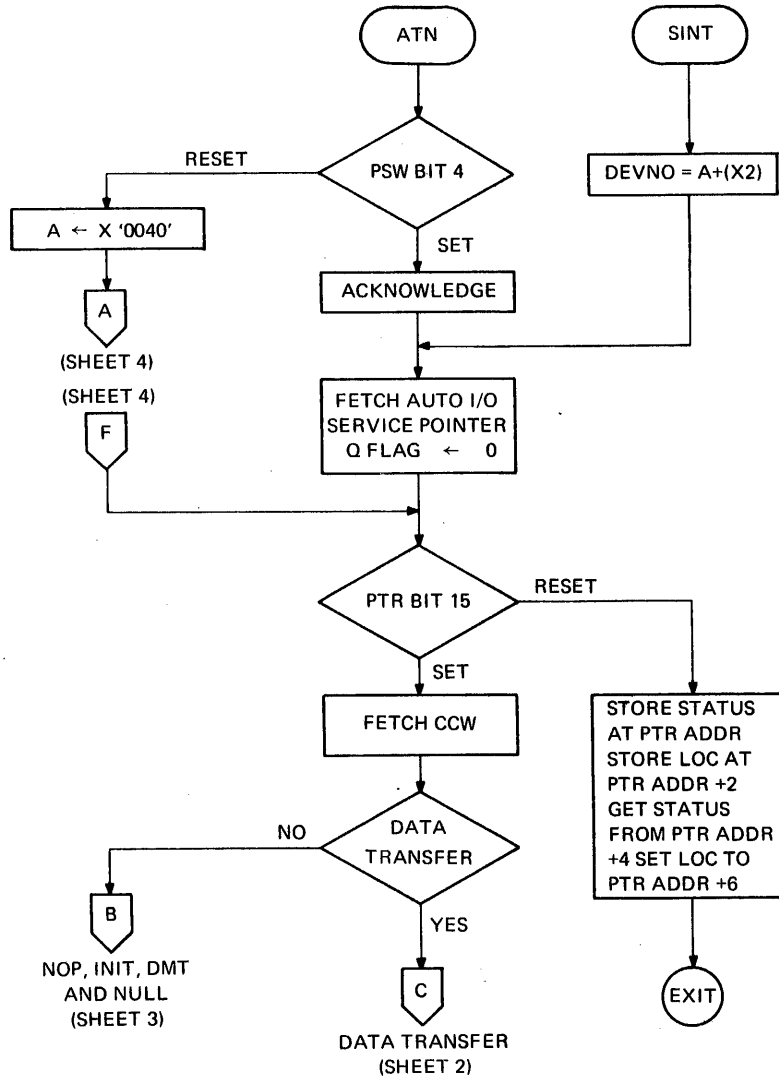 ATN
SINT
RESET
PSW BIT 4
DEVNO = A+(X2)
A ← X '0040'
SET
A
ACKNOWLEDGE
(SHEET 4)
(SHEET 4)
F
FETCH AUTO I/O
SERVICE POINTER
Q FLAG ← 0
PTR BIT 15
RESET
SET
FETCH CCW
STORE STATUS
AT PTR ADDR
STORE LOC AT
PTR ADDR +2
GET STATUS
FROM PTR ADDR
+4 SET LOC TO
PTR ADDR +6
NO
DATA
TRANSFER
B
YES
NOP, INIT, DMT
AND NULL
(SHEET 3)
C
EXIT
DATA TRANSFER
(SHEET 2)